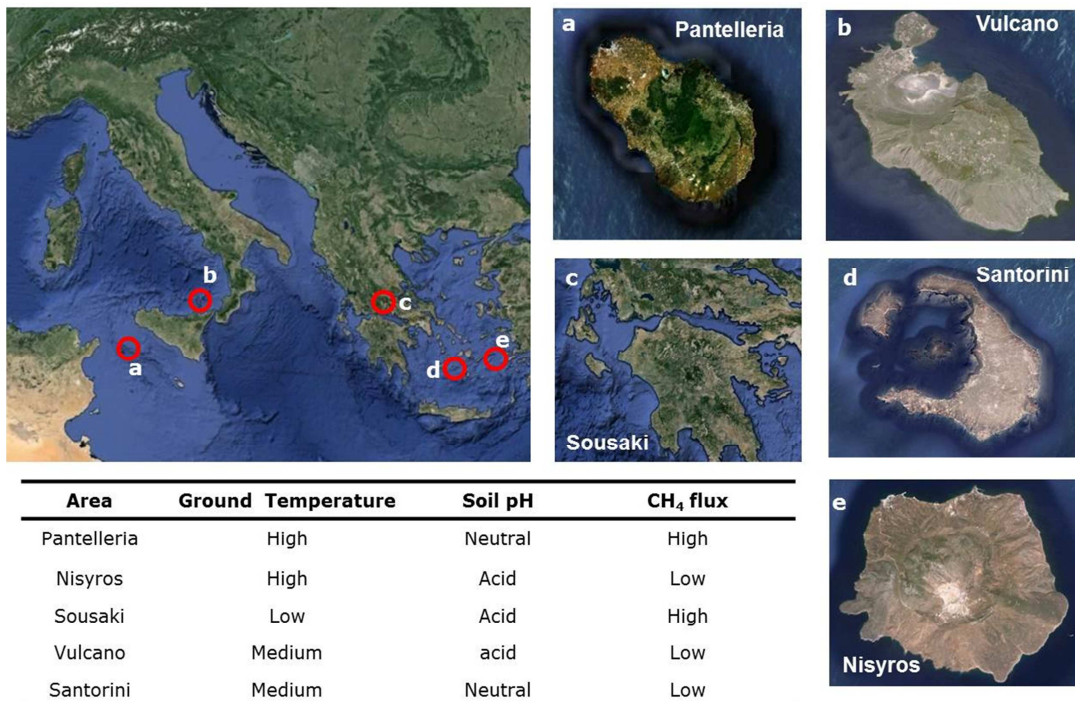 a
b
c
d
e
a
Pantelleria
b
Vulcano
c
Sousaki
d
Santorini
e
Nisyros
Area Ground Temperature Soil pH CH₄ flux
Pantelleria High Neutral High
Nisyros High Acid Low
Sousaki Low Acid High
Vulcano Medium acid Low
Santorini Medium Neutral Low